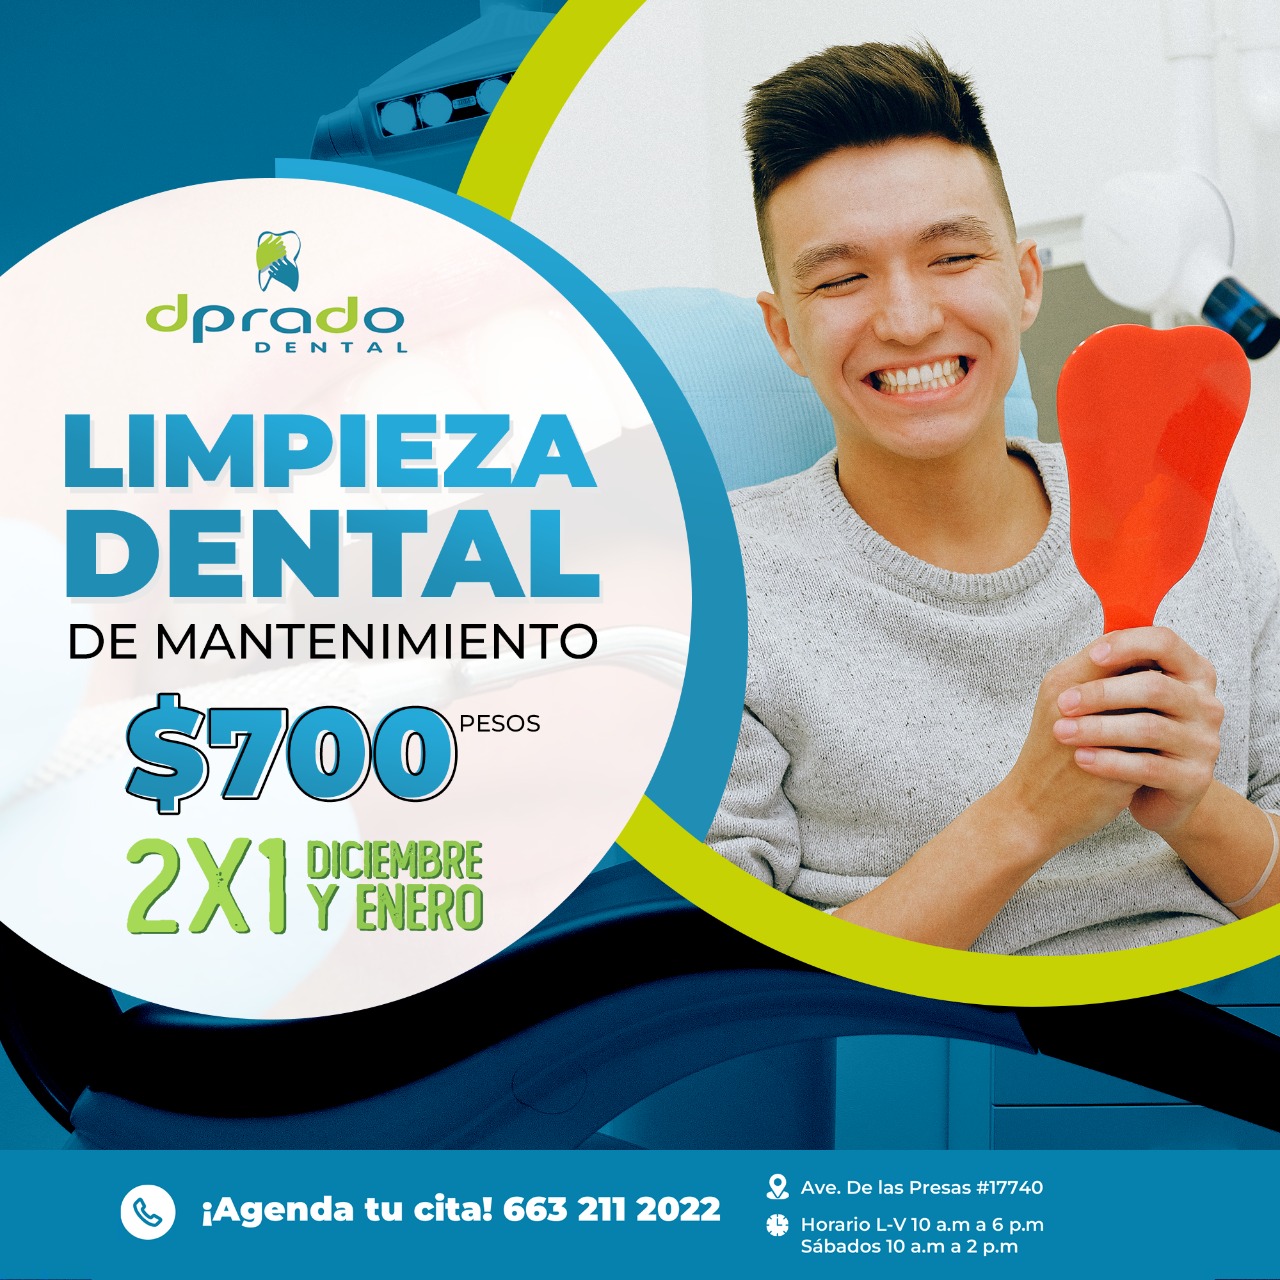 dprado
DENTAL
LIMPIEZA
DENTAL
DE MANTENIMIENTO
$700 PESOS
2X1 DICIEMBRE
Y ENERO
¡Agenda tu cita! 663 211 2022
Ave. De las Presas #17740
Horario L-V 10 a.m a 6 p.m
Sábados 10 a.m a 2 p.m